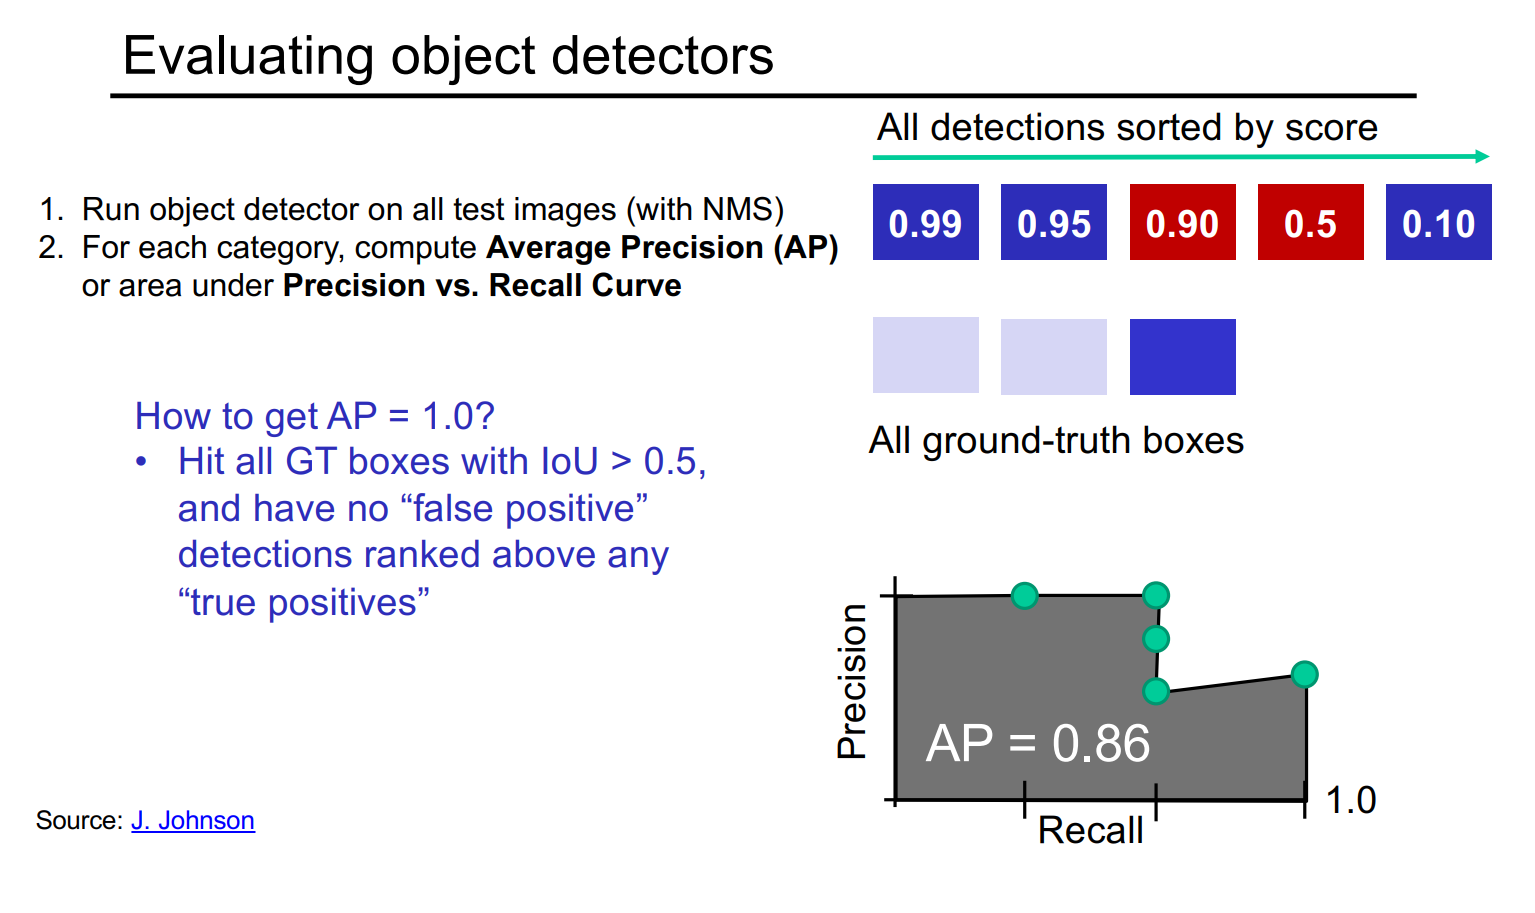 Evaluating object detectors
All detections sorted by score
1. Run object detector on all test images (with NMS)
2. For each category, compute Average Precision (AP)
or area under Precision vs. Recall Curve
0.99 0.95 0.90 0.5 0.10
How to get AP = 1.0?
• Hit all GT boxes with IoU > 0.5,
and have no “false positive”
detections ranked above any
“true positives”
All ground-truth boxes
Precision
AP = 0.86
1.0
Recall
Source: J. Johnson